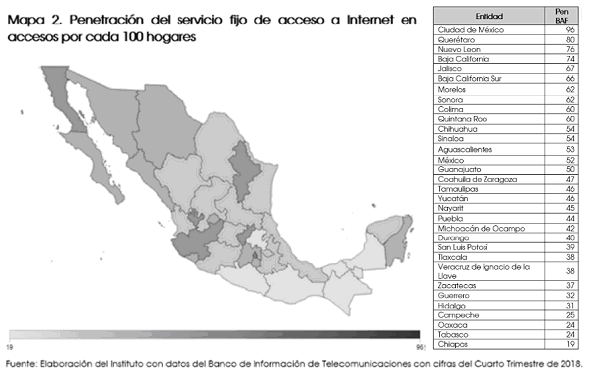 Mapa 2. Penetración del servicio fijo de acceso a Internet en
accesos por cada 100 hogares
19
96
Entidad Pen BAF
Ciudad de México 96
Querétaro 80
Nuevo Leon 76
Baja California 74
Jalisco 67
Baja California Sur 66
Morelos 62
Sonora 62
Colima 60
Quintana Roo 60
Chihuahua 54
Sinaloa 54
Aguascalientes 53
México 52
Guanajuato 50
Coahuila de Zaragoza 47
Tamaulipas 46
Yucatán 46
Nayarit 45
Puebla 44
Michoacán de Ocampo 42
Durango 40
San Luis Potosí 39
Tlaxcala 38
Veracruz de Ignacio de la
Llave 38
Zacatecas 37
Guerrero 32
Hidalgo 31
Campeche 25
Oaxaca 24
Tabasco 24
Chiapas 19
Fuente: Elaboración del Instituto con datos del Banco de Información de Telecomunicaciones con cifras del Cuarto Trimestre de 2018.